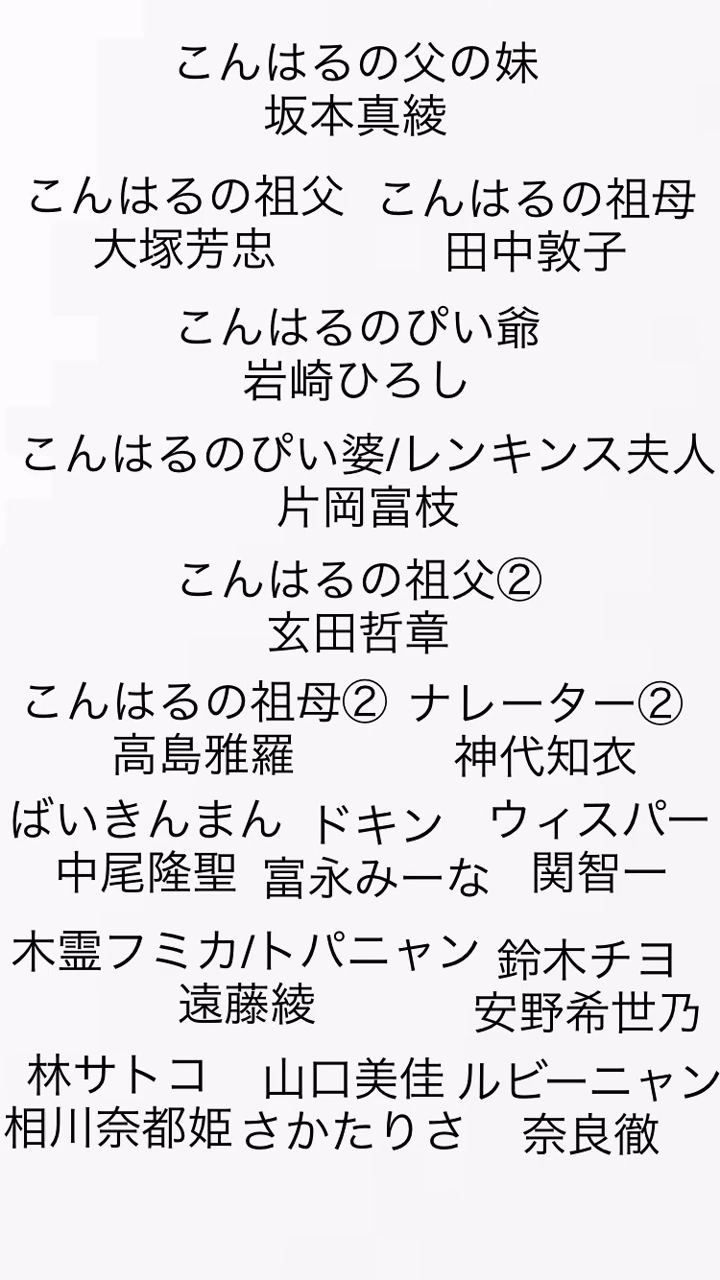 こんはるの父の妹
坂本真綾
こんはるの祖父 こんはるの祖母
大塚芳忠 田中敦子
こんはるのぴい爺
岩崎ひろし
こんはるのぴい婆/レンキンス夫人
片岡富枝
こんはるの祖父②
玄田哲章
こんはるの祖母② ナレーター②
高島雅羅 神代知衣
ばいきんまん ドキン ウィスパー
中尾隆聖 富永みーな 関智一
木霊フミカ/トパニャン 鈴木チヨ
遠藤綾 安野希世乃
林サトコ 山口美佳 ルビーニャン
相川奈都姫 さかたりさ 奈良徹